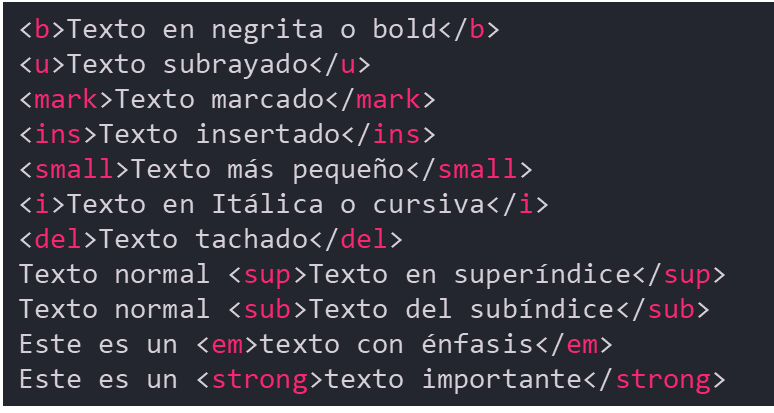 <b>Texto en negrita o bold</b>
<u>Texto subrayado</u>
<mark>Texto marcado</mark>
<ins>Texto insertado</ins>
<small>Texto más pequeño</small>
<i>Texto en Itálica o cursiva</i>
<del>Texto tachado</del>
Texto normal <sup>Texto en superíndice</sup>
Texto normal <sub>Texto del subíndice</sub>
Este es un <em>texto con énfasis</em>
Este es un <strong>texto importante</strong>